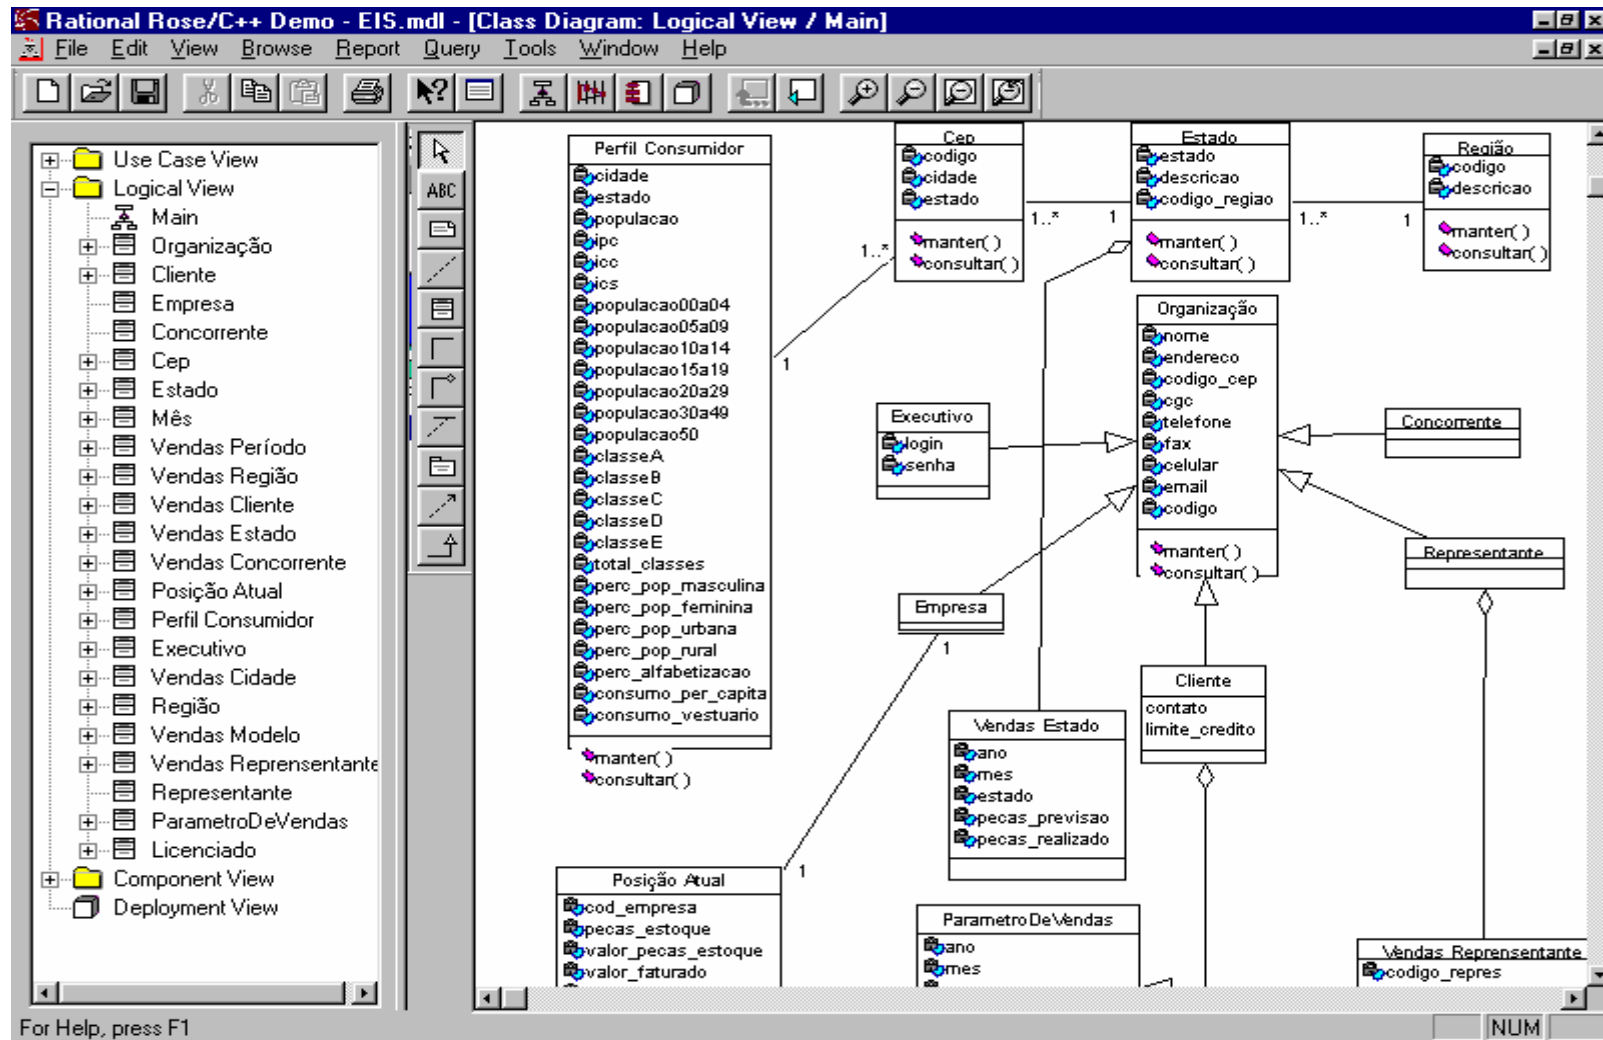 Rational Rose/C++ Demo - EIS.mdl - [Class Diagram: Logical View / Main]
File Edit View Browse Report Query Tools Window Help
Use Case View
Logical View
Main
Organização
Cliente
Empresa
Concorrente
Cep
Estado
Mês
Vendas Período
Vendas Região
Vendas Cliente
Vendas Estado
Vendas Concorrente
Posição Atual
Perfil Consumidor
Executivo
Vendas Cidade
Região
Vendas Modelo
Vendas Reprensentante
Representante
ParametroDeVendas
Licenciado
Component View
Deployment View
ABC
Perfil Consumidor
cidade
estado
populacao
ipc
icc
ics
populacao00a04
populacao05a09
populacao10a14
populacao15a19
populacao20a29
populacao30a49
populacao50
classeA
classeB
classeC
classeD
classeE
total_classes
perc_pop_masculina
perc_pop_feminina
perc_pop_urbana
perc_pop_rural
perc_alfabetizacao
consumo_per_capita
consumo_vestuario
manter( )
consultar( )
1
1..*
Cep
codigo
cidade
estado
manter( )
consultar( )
1..*
1
Estado
estado
descricao
codigo_regiao
manter( )
consultar( )
1..*
1
Região
codigo
descricao
manter( )
consultar( )
Organização
nome
endereco
codigo_cep
cgc
telefone
fax
celular
email
codigo
manter( )
consultar( )
Executivo
login
senha
Concorrente
Representante
Empresa
1
1
Cliente
contato
limite_credito
Vendas Estado
ano
mes
estado
pecas_previsao
pecas_realizado
Posição Atual
cod_empresa
pecas_estoque
valor_pecas_estoque
valor_faturado
ParametroDeVendas
ano
mes
Vendas Reprensentante
codigo_repres
For Help, press F1
NUM